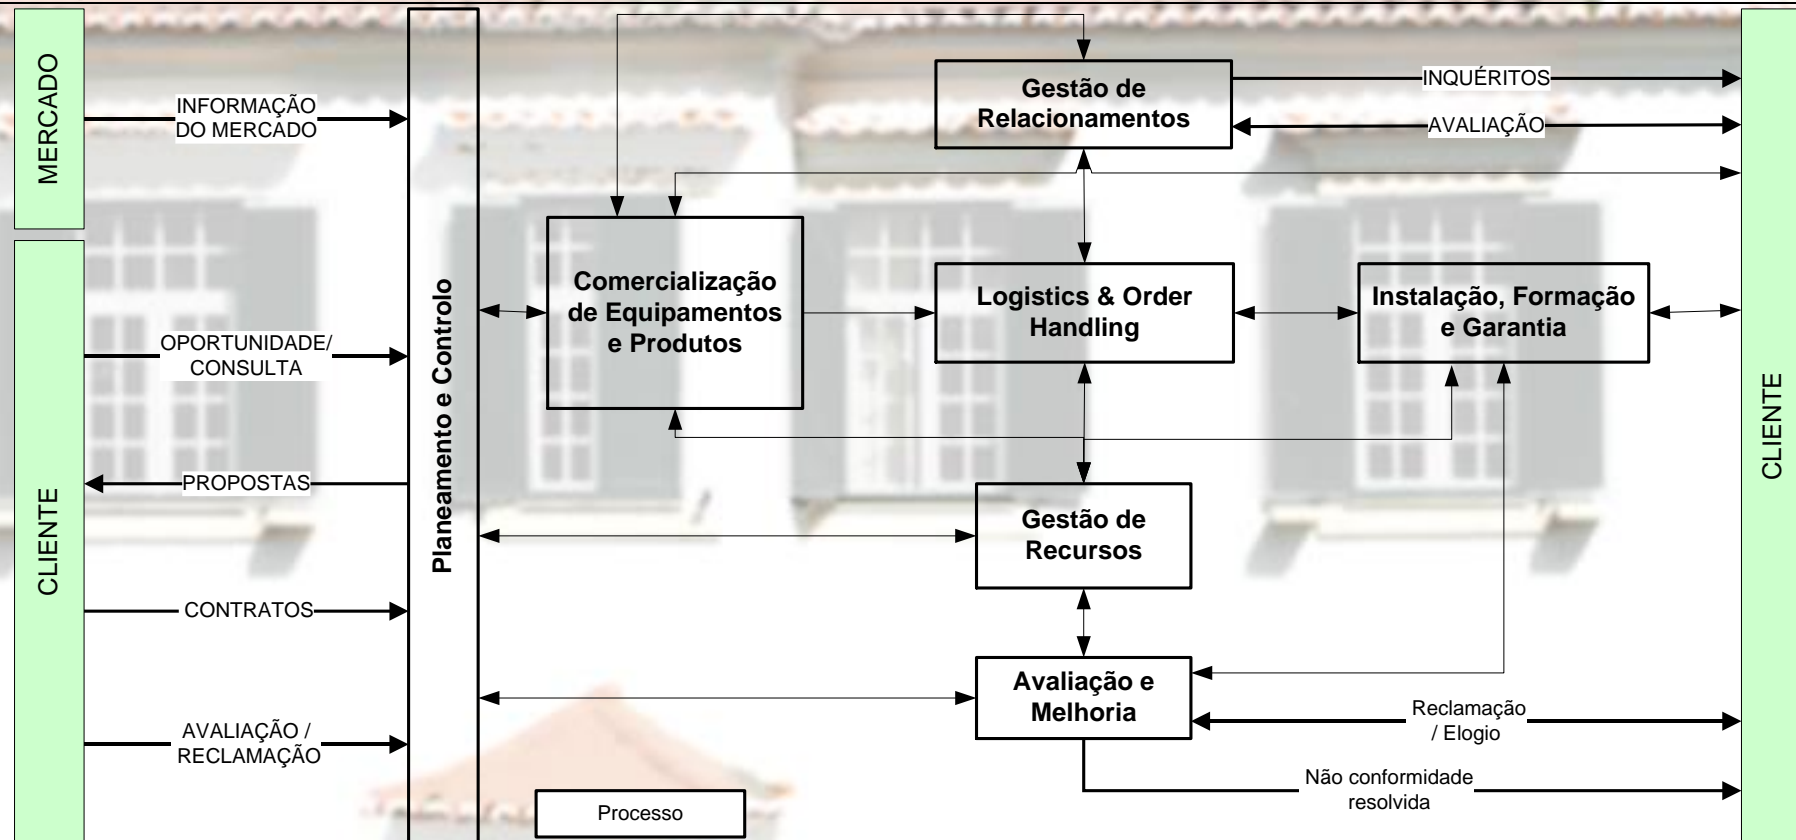 MERCADO
INFORMAÇÃO
DO MERCADO
CLIENTE
OPORTUNIDADE/
CONSULTA
PROPOSTAS
CONTRATOS
AVALIAÇÃO /
RECLAMAÇÃO
Planeamento e Controlo
Gestão de
Relacionamentos
INQUÉRITOS
AVALIAÇÃO
Comercialização
de Equipamentos
e Produtos
Logistics & Order
Handling
Instalação, Formação
e Garantia
Gestão de
Recursos
Avaliação e
Melhoria
Reclamação
/ Elogio
Não conformidade
resolvida
Processo
CLIENTE